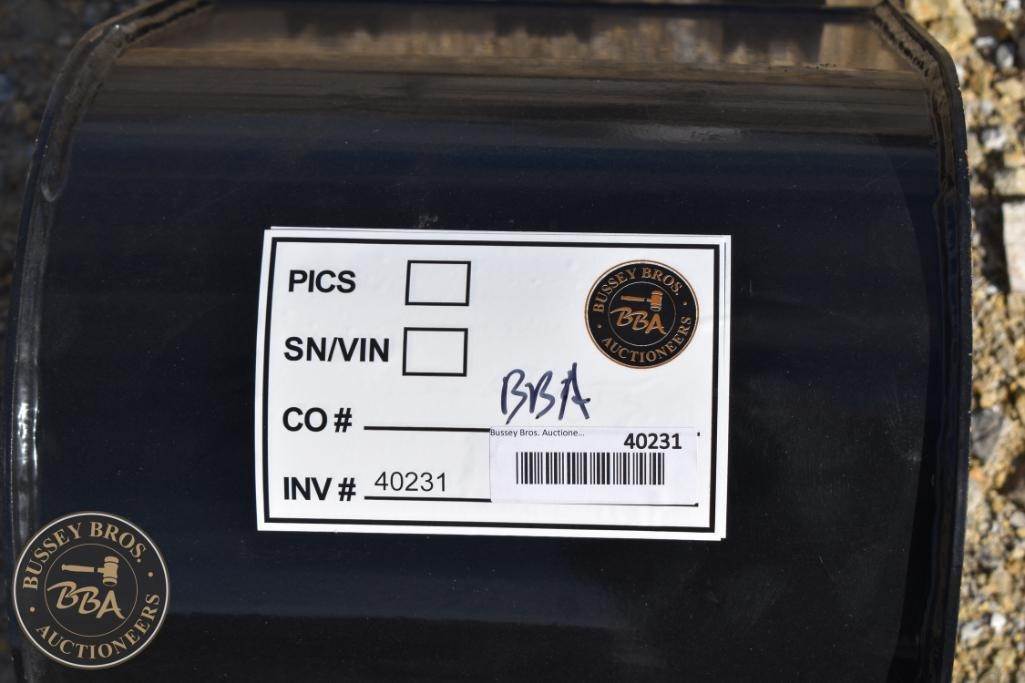 PICS
BUSSEY BROS.
BBA
AUCTIONEERS
SN/VIN
CO #
BBA
Bussey Bros. Auctione...
40231
INV # 40231
BUSSEY BROS.
BBA
AUCTIONEERS